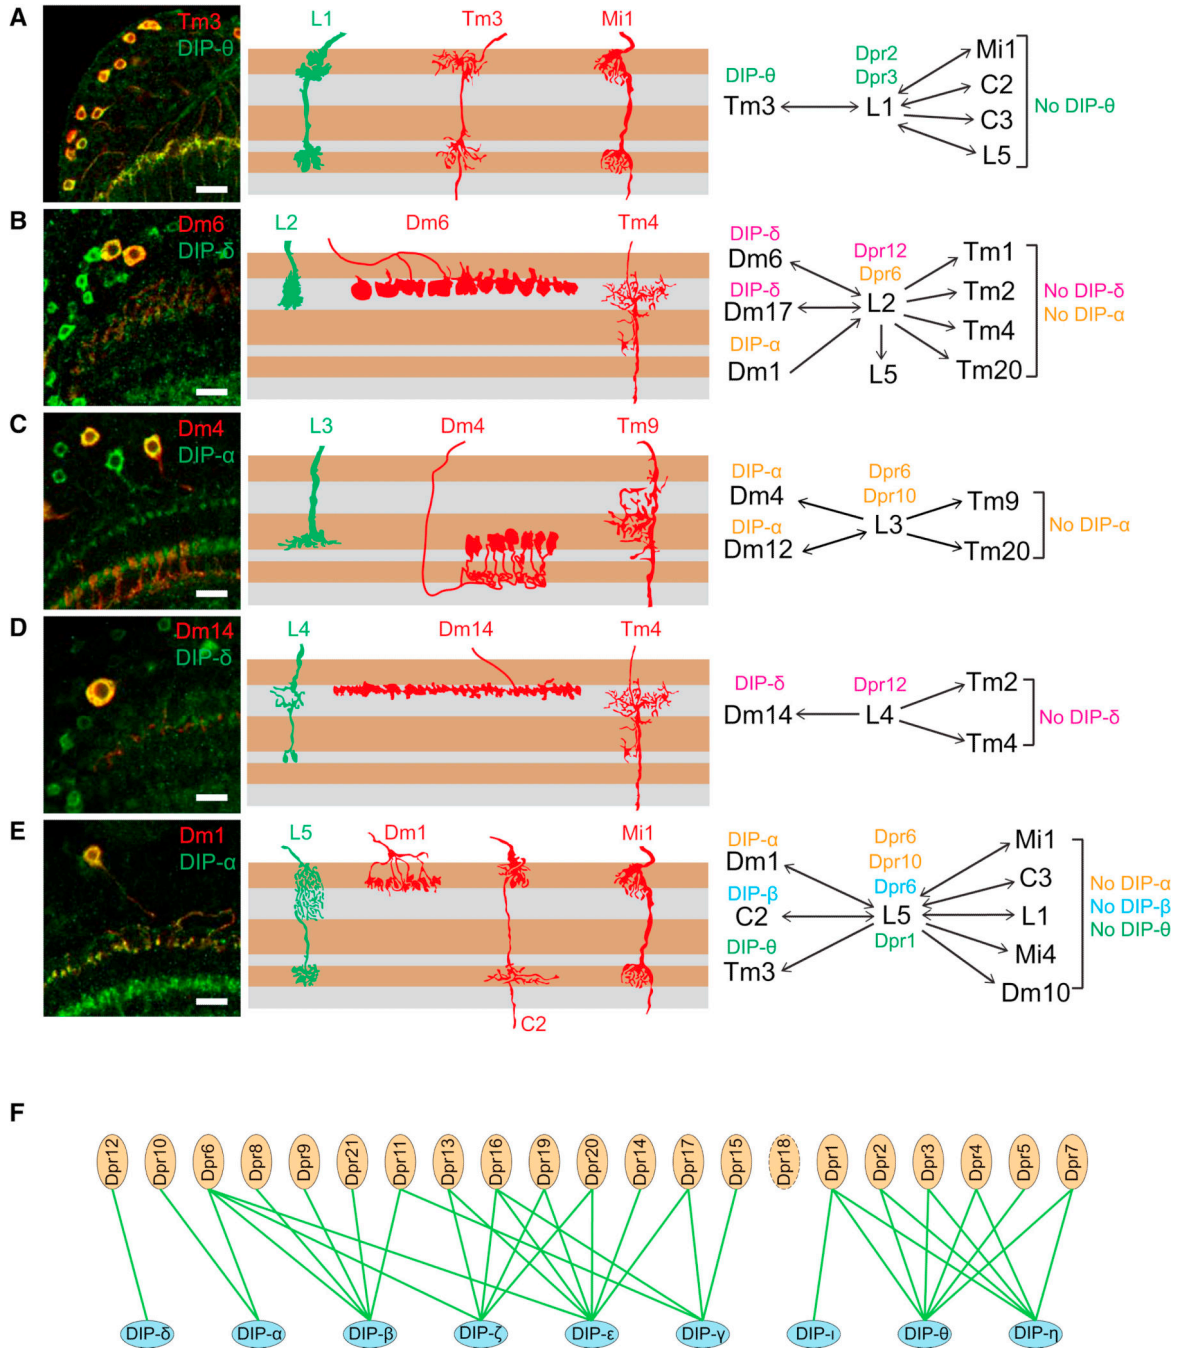 A
Tm3
DIP-θ
L1
Tm3
Mi1
DIP-θ
Tm3
Dpr2
Dpr3
L1
Mi1
C2
C3
L5
No DIP-θ
B
Dm6
DIP-δ
L2
Dm6
Tm4
DIP-δ
Dm6
DIP-δ
Dm17
DIP-α
Dm1
Dpr12
Dpr6
L2
L5
Tm1
Tm2
Tm4
Tm20
No DIP-δ
No DIP-α
C
Dm4
DIP-α
L3
Dm4
Tm9
DIP-α
Dm4
DIP-α
Dm12
Dpr6
Dpr10
L3
Tm9
Tm20
No DIP-α
D
Dm14
DIP-δ
L4
Dm14
Tm4
DIP-δ
Dm14
Dpr12
L4
Tm2
Tm4
No DIP-δ
E
Dm1
DIP-α
L5
Dm1
C2
Mi1
DIP-α
Dm1
DIP-β
C2
DIP-θ
Tm3
Dpr6
Dpr10
Dpr6
L5
Dpr1
Mi1
C3
L1
Mi4
Dm10
No DIP-α
No DIP-β
No DIP-θ
F
Dpr12
Dpr10
Dpr6
Dpr8
Dpr9
Dpr21
Dpr11
Dpr13
Dpr16
Dpr19
Dpr20
Dpr14
Dpr17
Dpr15
Dpr18
Dpr1
Dpr2
Dpr3
Dpr4
Dpr5
Dpr7
DIP-δ
DIP-α
DIP-β
DIP-ζ
DIP-ε
DIP-γ
DIP-ι
DIP-θ
DIP-η